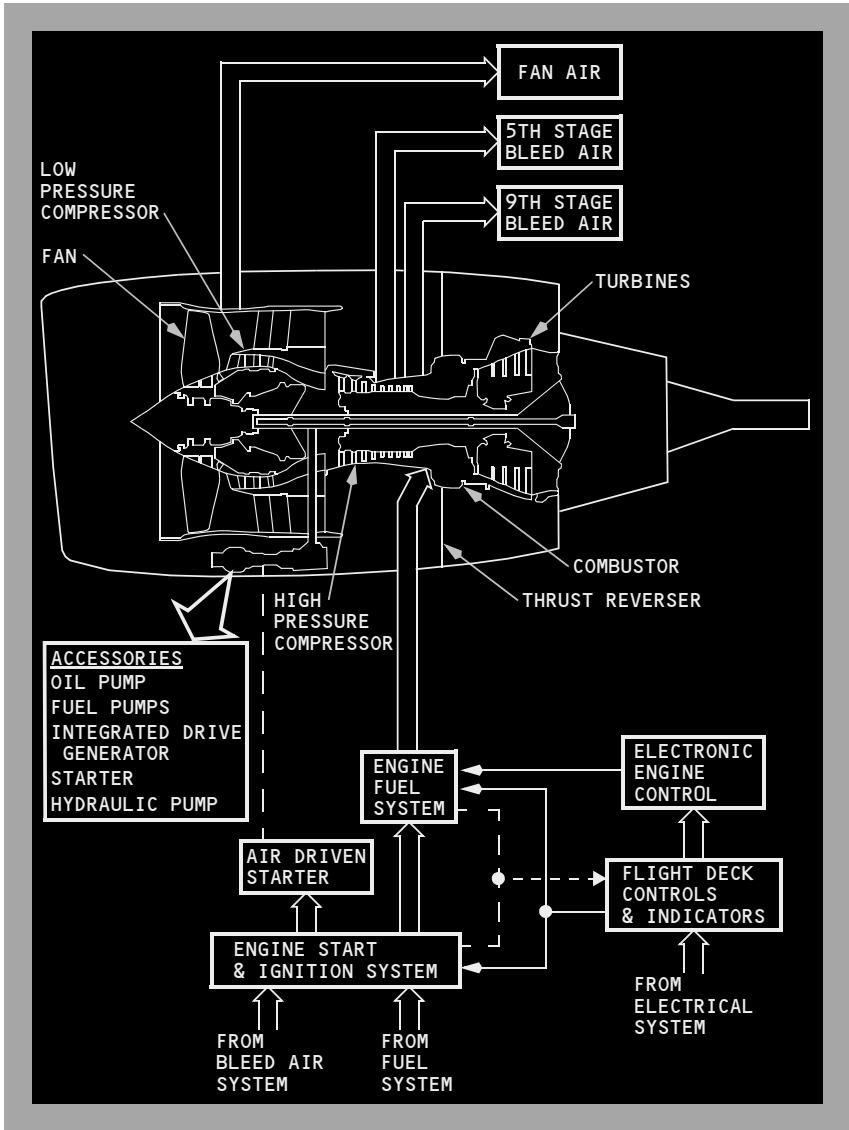 FAN AIR
5TH STAGE
BLEED AIR
LOW
PRESSURE
COMPRESSOR
9TH STAGE
BLEED AIR
FAN
TURBINES
COMBUSTOR
THRUST REVERSER
HIGH
PRESSURE
COMPRESSOR
ACCESSORIES
OIL PUMP
FUEL PUMPS
INTEGRATED DRIVE
GENERATOR
STARTER
HYDRAULIC PUMP
ENGINE
FUEL
SYSTEM
ELECTRONIC
ENGINE
CONTROL
AIR DRIVEN
STARTER
FLIGHT DECK
CONTROLS
& INDICATORS
ENGINE START
& IGNITION SYSTEM
FROM
ELECTRICAL
SYSTEM
FROM
BLEED AIR
SYSTEM
FROM
FUEL
SYSTEM